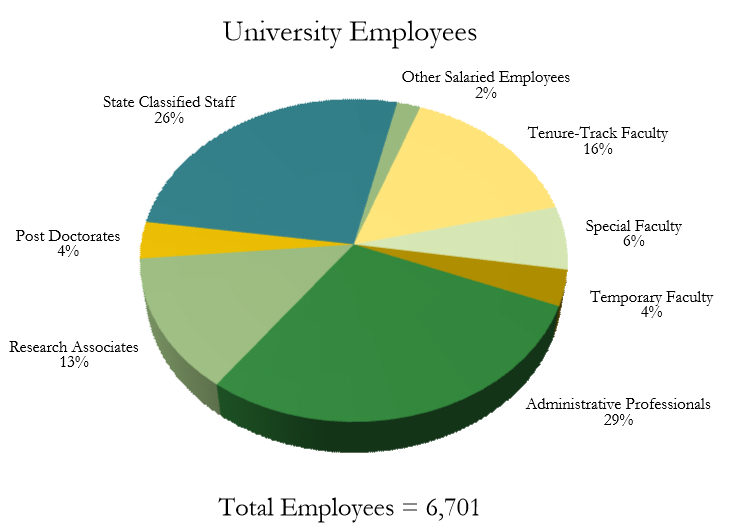 University Employees
Other Salaried Employees
2%
State Classified Staff
26%
Tenure-Track Faculty
16%
Special Faculty
6%
Post Doctorates
4%
Temporary Faculty
4%
Research Associates
13%
Administrative Professionals
29%
Total Employees = 6,701